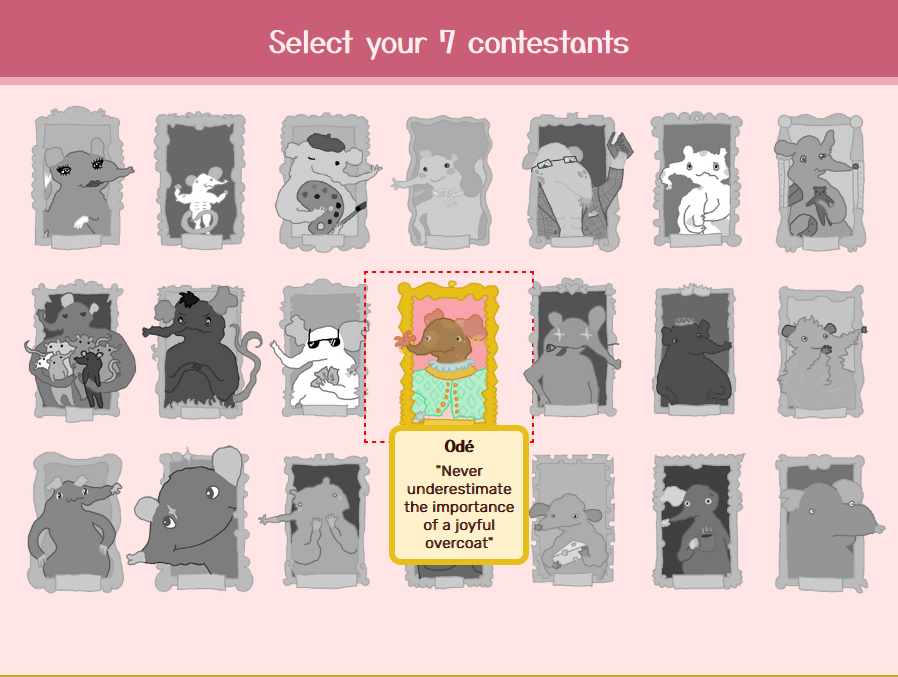 Select your 7 contestants
Odé
"Never
underestimate
the importance
of a joyful
overcoat"